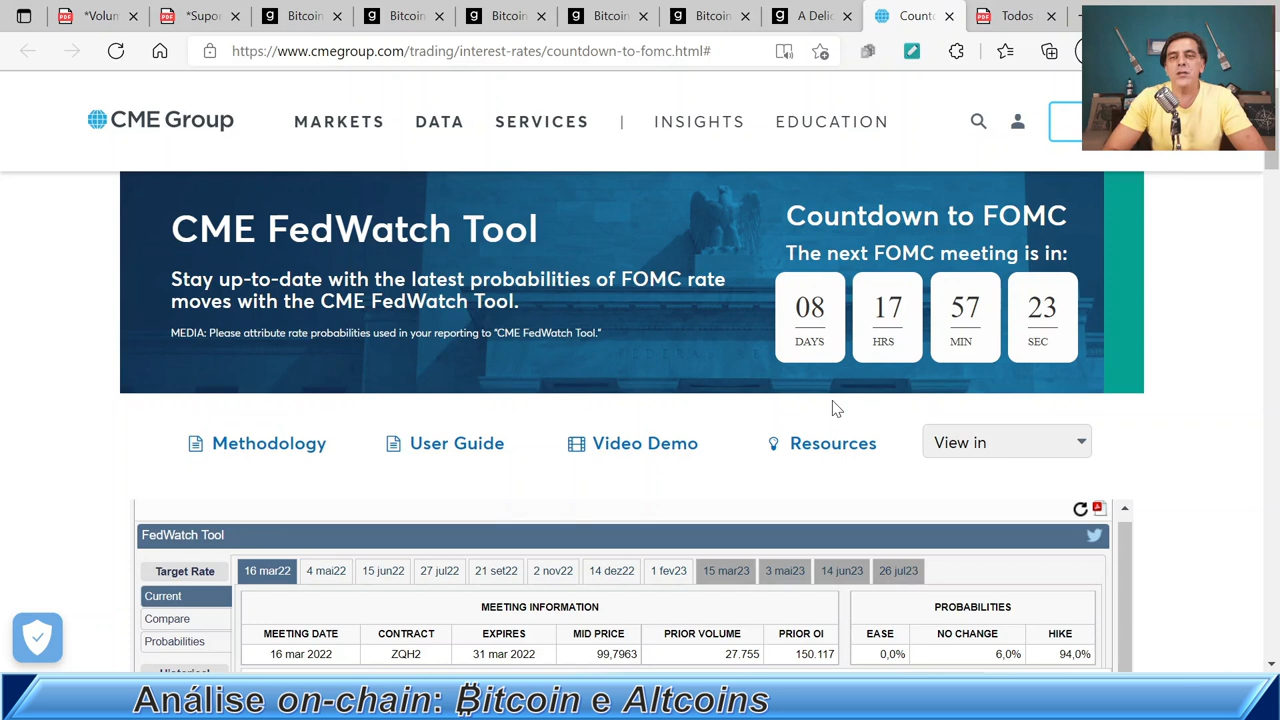 *Volun
*Supor
Bitcoin
Bitcoin
Bitcoin
Bitcoin
Bitcoin
A Delic
Countd
Todos
https://www.cmegroup.com/trading/interest-rates/countdown-to-fomc.html#
CME Group
MARKETS DATA SERVICES | INSIGHTS EDUCATION
CME FedWatch Tool
Stay up-to-date with the latest probabilities of FOMC rate
moves with the CME FedWatch Tool.
MEDIA: Please attribute rate probabilities used in your reporting to “CME FedWatch Tool.”
Countdown to FOMC
The next FOMC meeting is in:
08 17 57 23
DAYS HRS MIN SEC
Methodology User Guide Video Demo Resources View in
FedWatch Tool
Target Rate
Current
Compare
Probabilities
16 mar22 4 mai22 15 jun22 27 jul22 21 set22 2 nov22 14 dez22 1 fev23 15 mar23 3 mai23 14 jun23 26 jul23
MEETING INFORMATION
MEETING DATE CONTRACT EXPIRES MID PRICE PRIOR VOLUME PRIOR OI
16 mar 2022 ZQH2 31 mar 2022 99,7963 27.755 150.117
PROBABILITIES
EASE NO CHANGE HIKE
0,0% 6,0% 94,0%
Análise on-chain: ₿itcoin e Altcoins